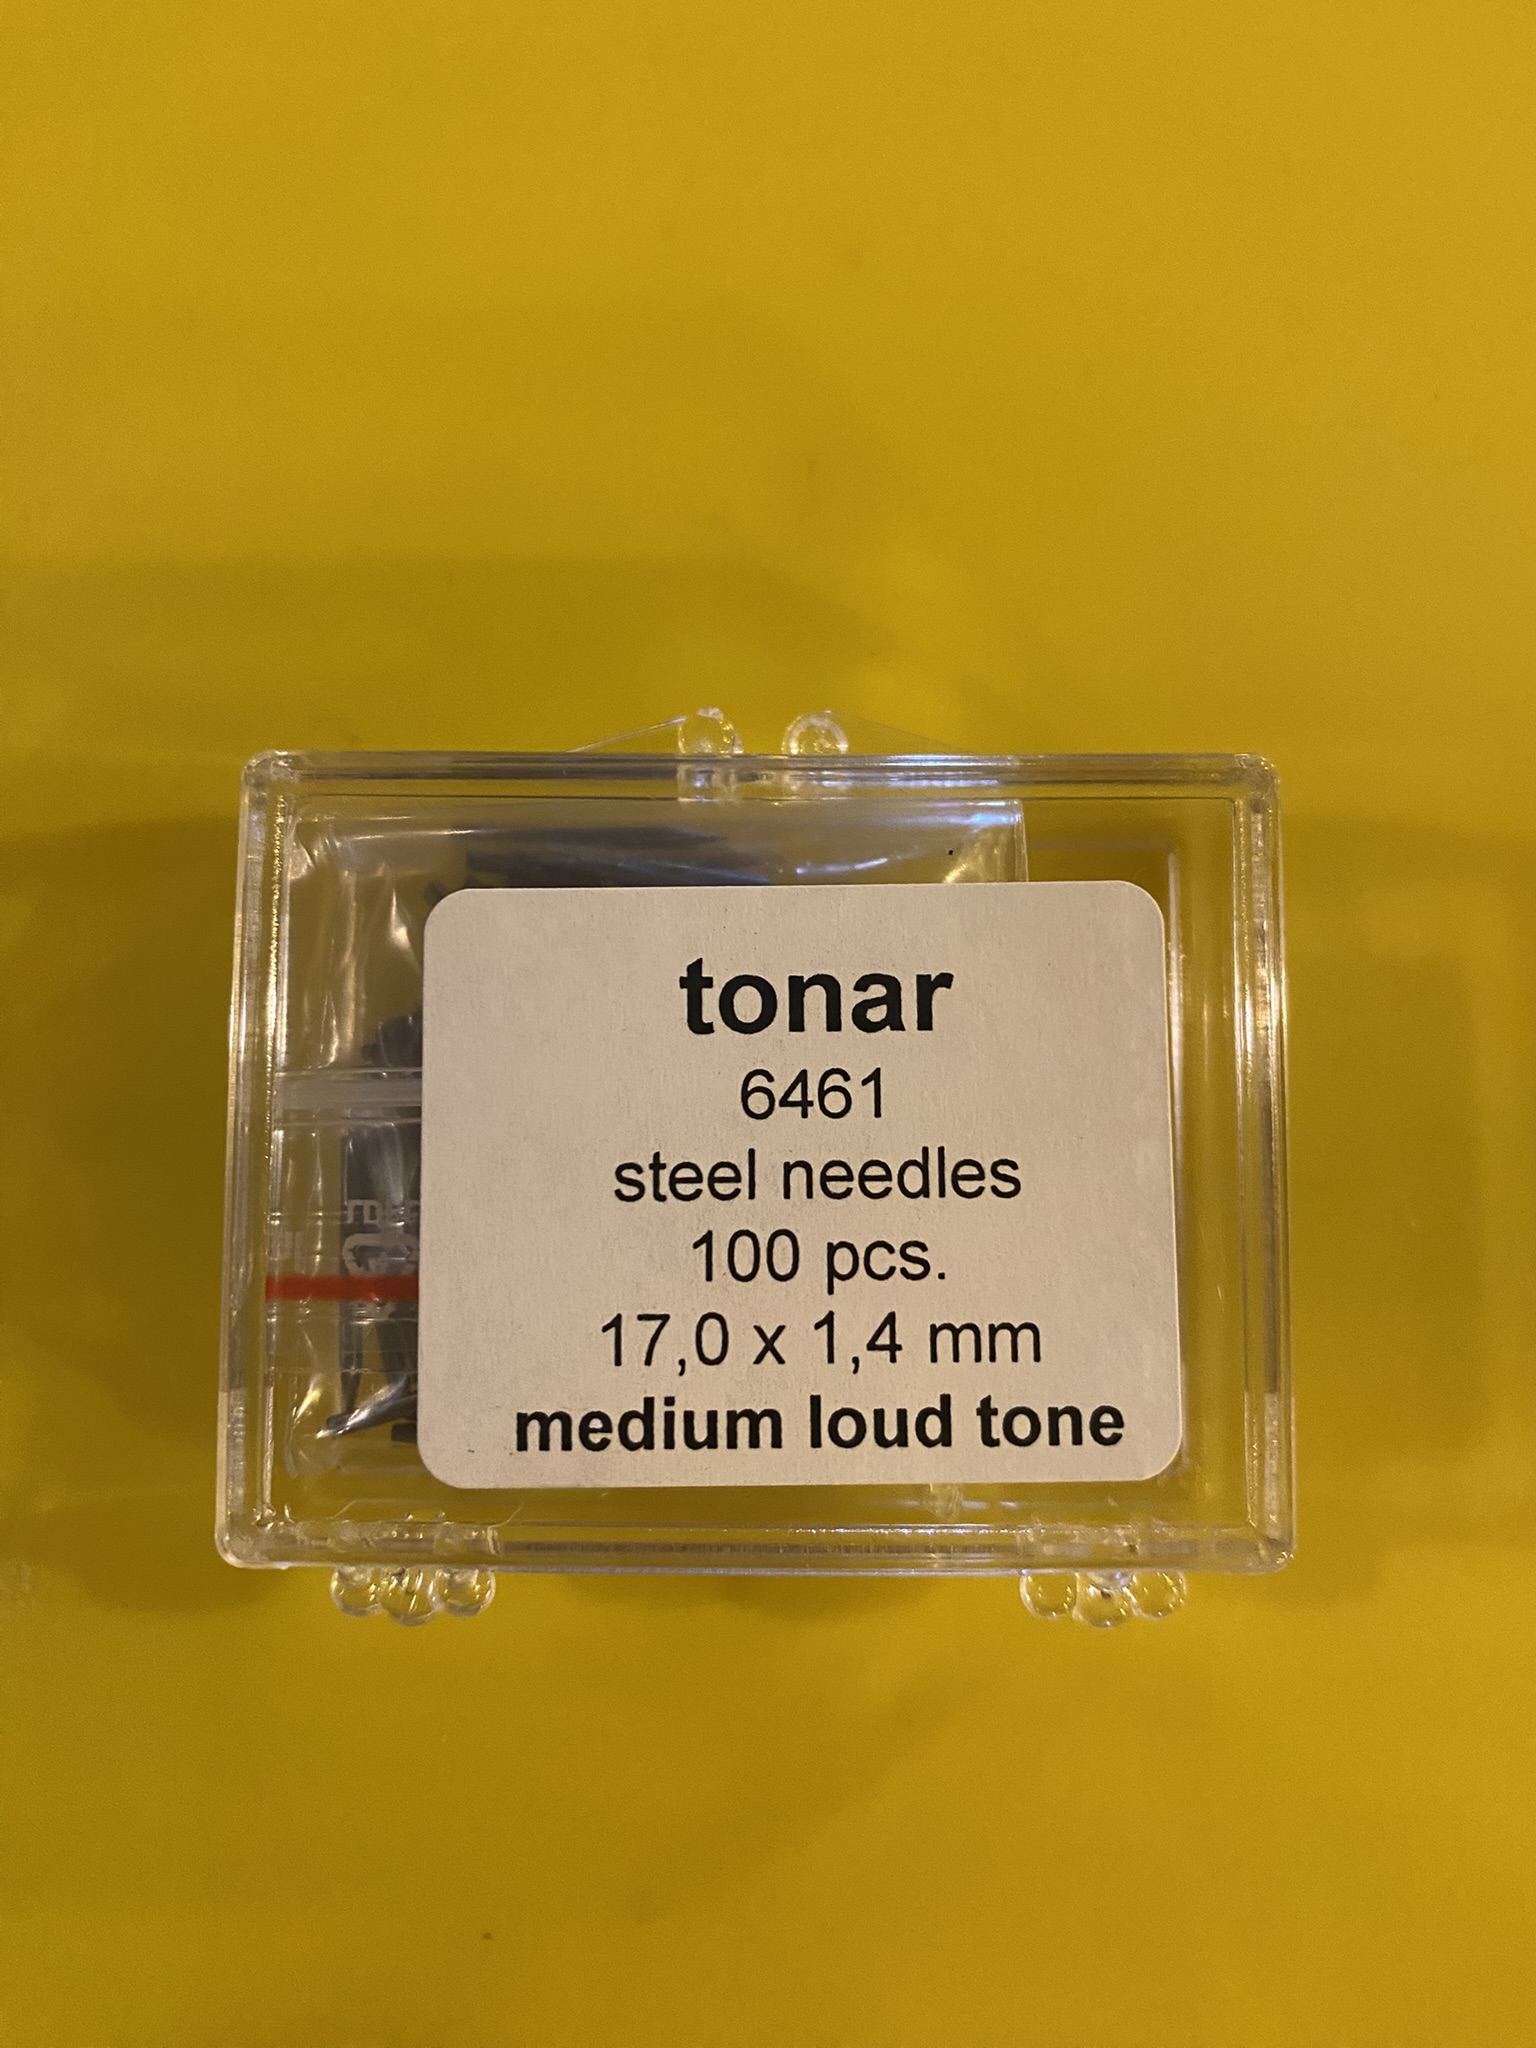 tonar
6461
steel needles
100 pcs.
17,0 x 1,4 mm
medium loud tone